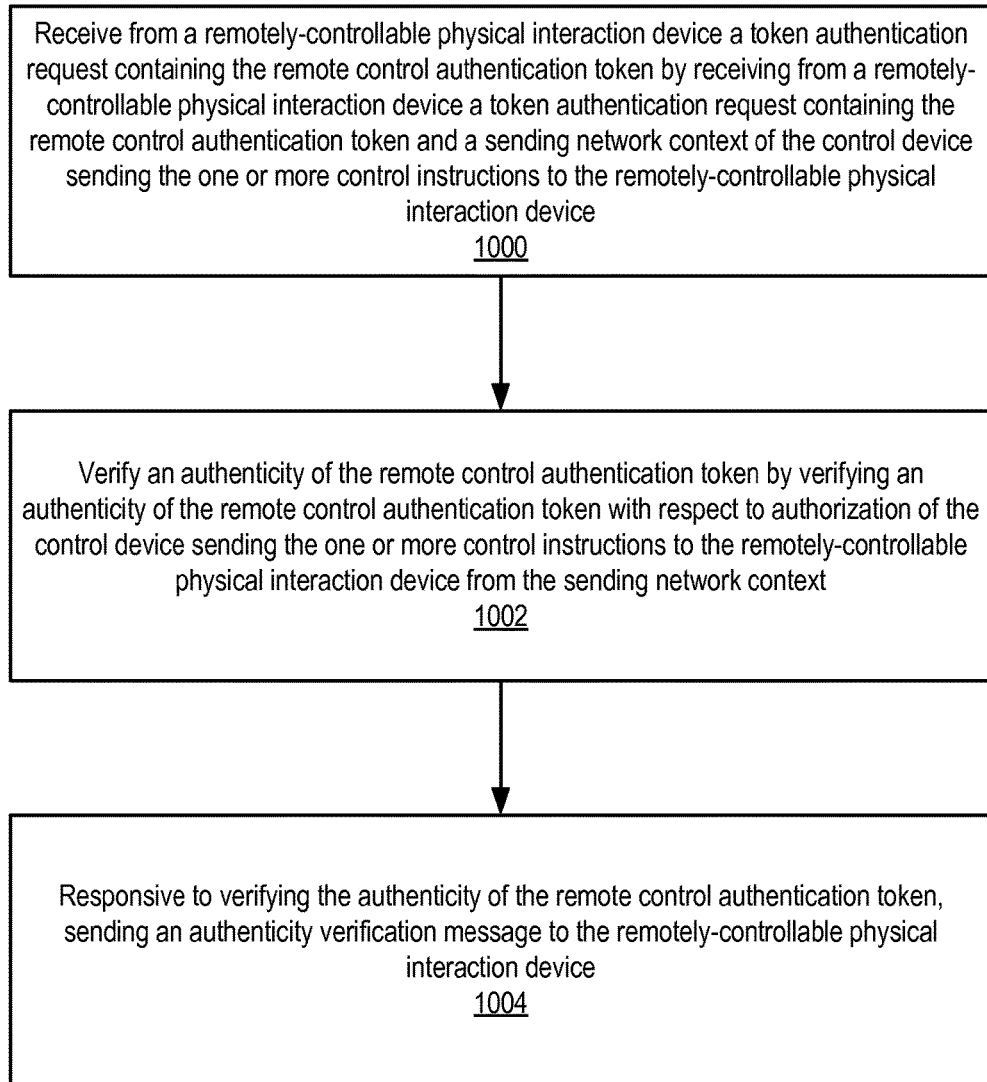 Receive from a remotely-controllable physical interaction device a token authentication
request containing the remote control authentication token by receiving from a remotely-
controllable physical interaction device a token authentication request containing the
remote control authentication token and a sending network context of the control device
sending the one or more control instructions to the remotely-controllable physical
interaction device
1000
Verify an authenticity of the remote control authentication token by verifying an
authenticity of the remote control authentication token with respect to authorization of the
control device sending the one or more control instructions to the remotely-controllable
physical interaction device from the sending network context
1002
Responsive to verifying the authenticity of the remote control authentication token,
sending an authenticity verification message to the remotely-controllable physical
interaction device
1004